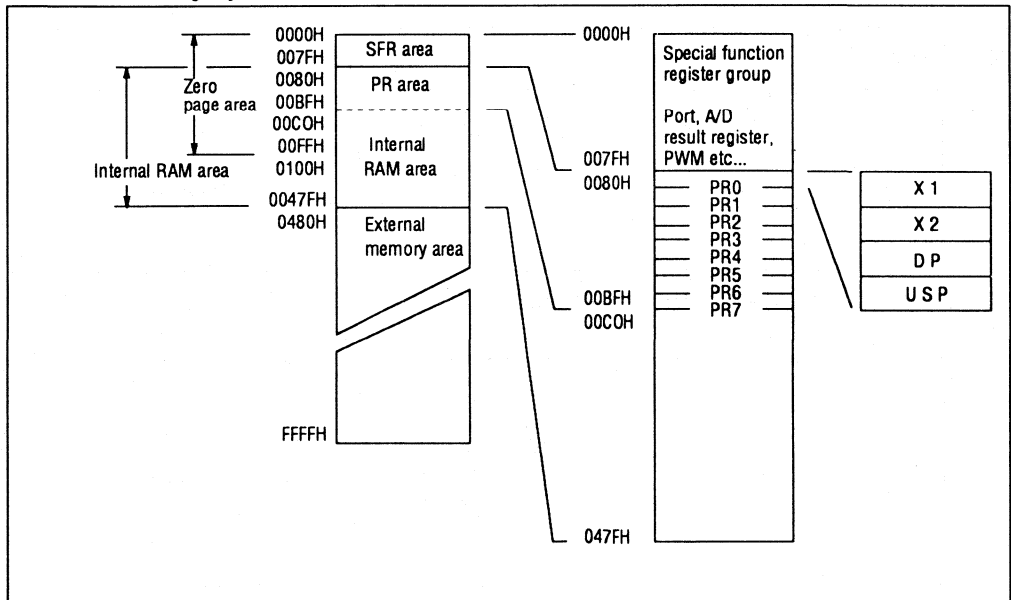 0000H
007FH
0080H
00BFH
00C0H
00FFH
0100H
0047FH
0480H
FFFFH
Zero
page area
Internal RAM area
SFR area
PR area
Internal
RAM area
External
memory area
0000H
007FH
0080H
00BFH
00C0H
047FH
Special function
register group
Port, A/D
result register,
PWM etc...
PR0
PR1
PR2
PR3
PR4
PR5
PR6
PR7
X 1
X 2
D P
U S P